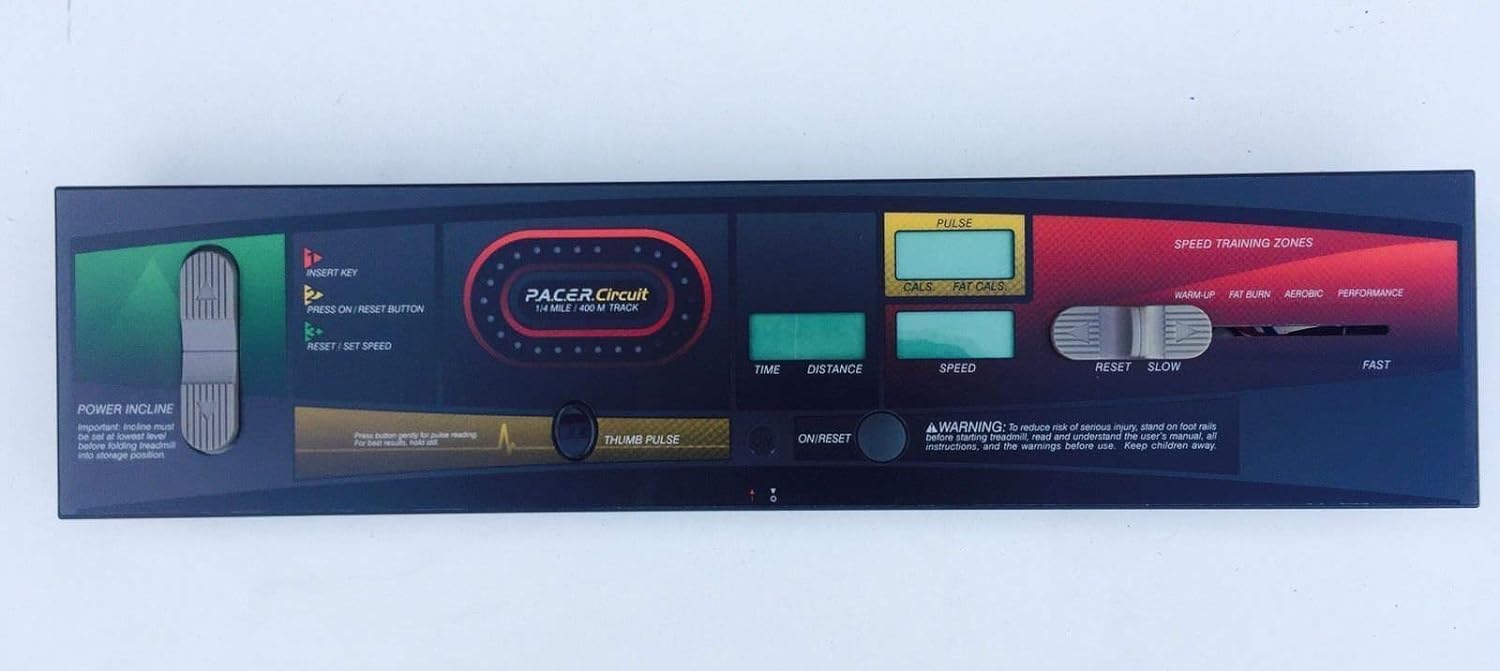 POWER INCLINE
Important: Incline must
be set at lowest level
before folding treadmill
into storage position.
1
INSERT KEY
2
PRESS ON / RESET BUTTON
3
RESET / SET SPEED
P.A.C.E.R. Circuit
1/4 MILE / 400 M TRACK
Press button gently for pulse reading.
For best results, hold still.
THUMB PULSE
TIME DISTANCE
PULSE
CALS. FAT CALS.
SPEED
SPEED TRAINING ZONES
WARM-UP FAT BURN AEROBIC PERFORMANCE
RESET SLOW
FAST
ON/RESET
WARNING: To reduce risk of serious injury, stand on foot rails
before starting treadmill, read and understand the user's manual, all
instructions, and the warnings before use. Keep children away.